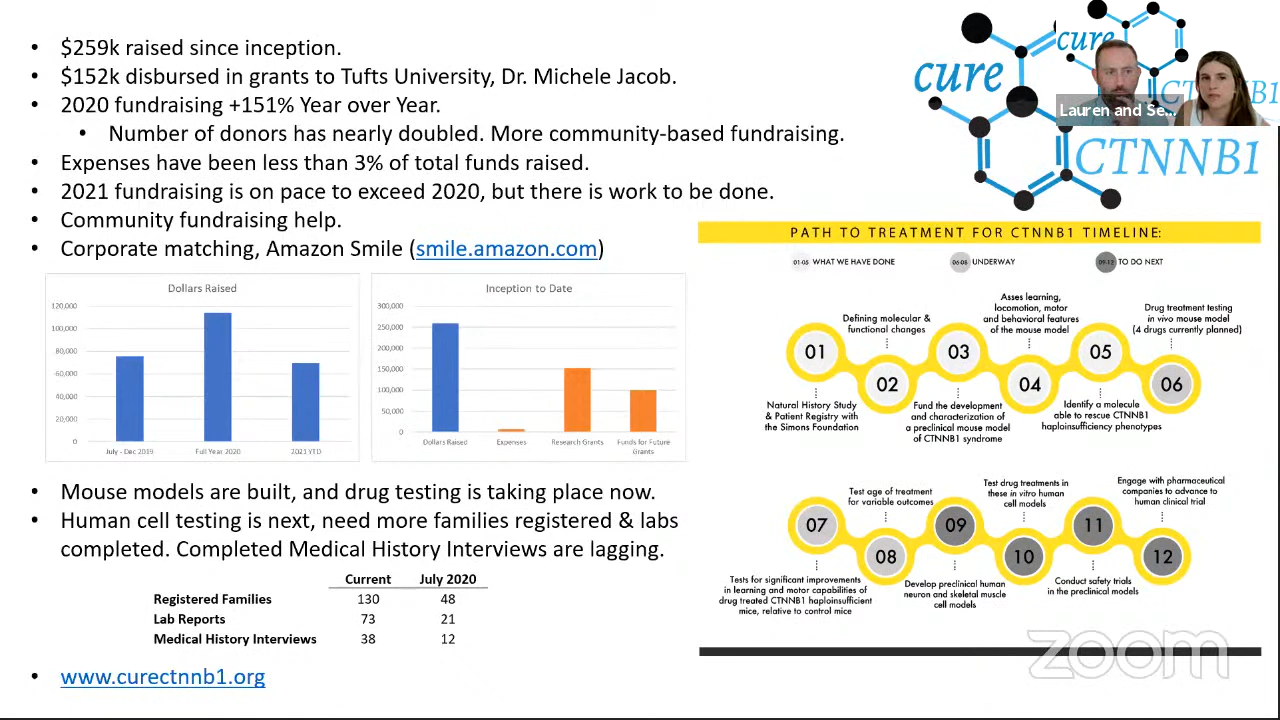 • $259k raised since inception.
• $152k disbursed in grants to Tufts University, Dr. Michele Jacob.
• 2020 fundraising +151% Year over Year.
• Number of donors has nearly doubled. More community-based fundraising.
• Expenses have been less than 3% of total funds raised.
• 2021 fundraising is on pace to exceed 2020, but there is work to be done.
• Community fundraising help.
• Corporate matching, Amazon Smile (smile.amazon.com)
cure
CTNNB1
cure
Lauren and Se...
Dollars Raised
120,000
100,000
80,000
60,000
40,000
20,000
0
July - Dec 2019 Full Year 2020 2021 YTD
Inception to Date
300,000
250,000
200,000
150,000
100,000
50,000
0
Dollars Raised Expenses Research Grants Funds for Future
Grants
• Mouse models are built, and drug testing is taking place now.
• Human cell testing is next, need more families registered & labs
completed. Completed Medical History Interviews are lagging.
Current July 2020
Registered Families 130 48
Lab Reports 73 21
Medical History Interviews 38 12
• www.curectnnb1.org
PATH TO TREATMENT FOR CTNNB1 TIMELINE:
01-05 WHAT WE HAVE DONE
06-08 UNDERWAY
09-12 TO DO NEXT
01
Natural History Study
& Patient Registry with
the Simons Foundation
Defining molecular &
functional changes
02
03
Fund the development
and characterization of
a preclinical mouse model
of CTNNB1 syndrome
Asses learning,
locomotion, motor
and behavioral features
of the mouse model
04
05
Identify a molecule
able to rescue CTNNB1
haploinsufficiency phenotypes
Drug treatment testing
in vivo mouse model
(4 drugs currently planned)
06
07
Tests for significant improvements
in learning and motor capabilities of
drug treated CTNNB1 haploinsufficient
mice, relative to control mice
Test age of treatment
for variable outcomes
08
09
Develop preclinical human
neuron and skeletal muscle
cell models
Test drug treatments in
these in vitro human
cell models
10
11
Conduct safety trials
in the preclinical models
Engage with pharmaceutical
companies to advance to
human clinical trial
12
zoom